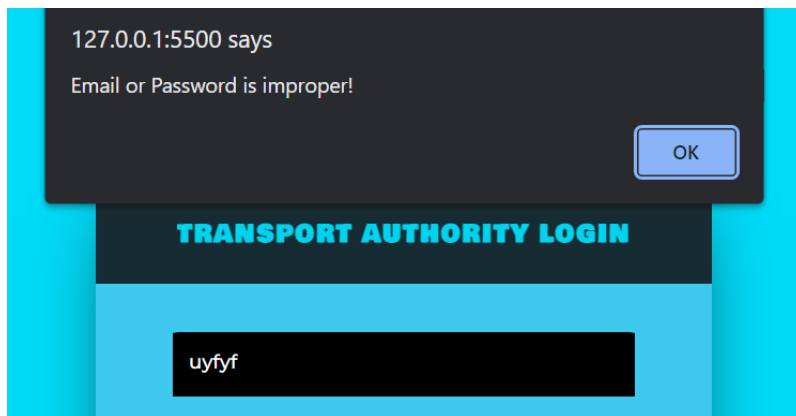 127.0.0.1:5500 says
Email or Password is improper!
OK
TRANSPORT AUTHORITY LOGIN
uyfyf